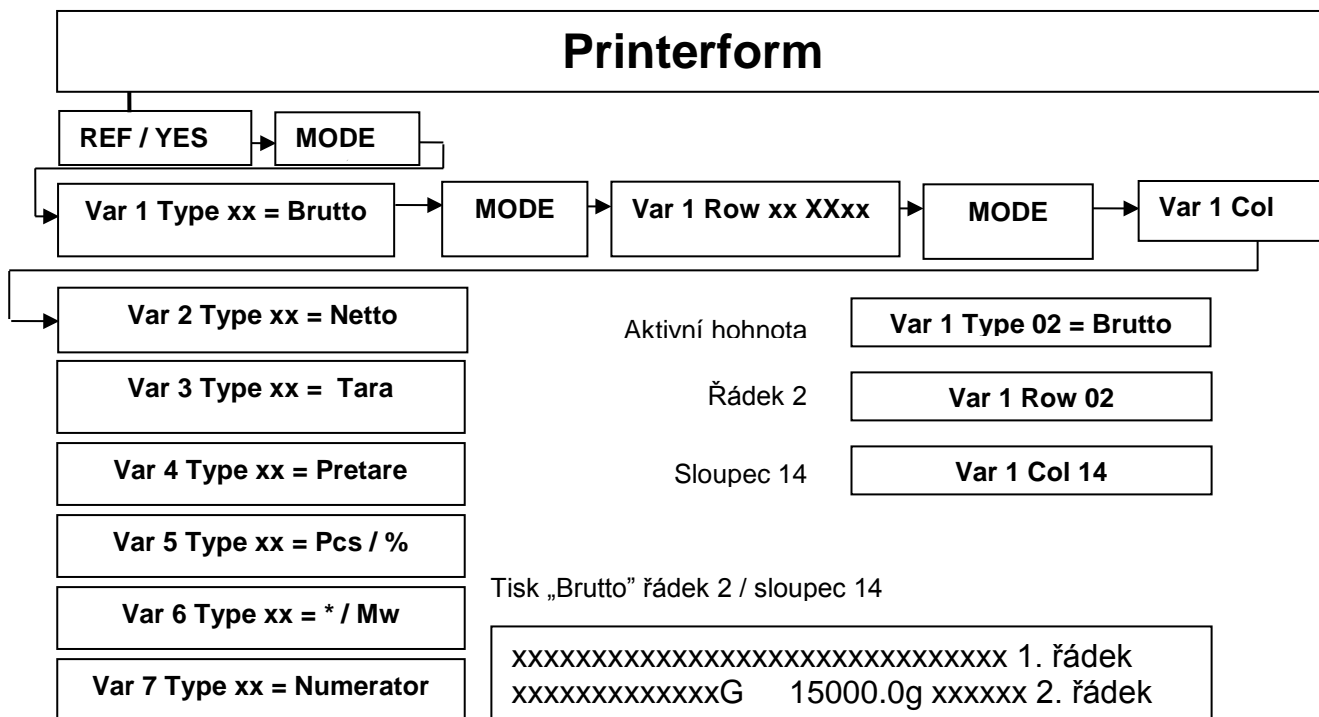 Printerform
REF / YES
MODE
Var 1 Type xx = Brutto
MODE
Var 1 Row xx XXxx
MODE
Var 1 Col
Var 2 Type xx = Netto
Aktivní hohnota
Var 1 Type 02 = Brutto
Var 3 Type xx = Tara
Řádek 2
Var 1 Row 02
Var 4 Type xx = Pretare
Sloupec 14
Var 1 Col 14
Var 5 Type xx = Pcs / %
Tisk „Brutto” řádek 2 / sloupec 14
Var 6 Type xx = * / Mw
xxxxxxxxxxxxxxxxxxxxxxxxxxxxxxx 1. řádek
Var 7 Type xx = Numerator
xxxxxxxxxxxxxG 15000.0g xxxxxx 2. řádek